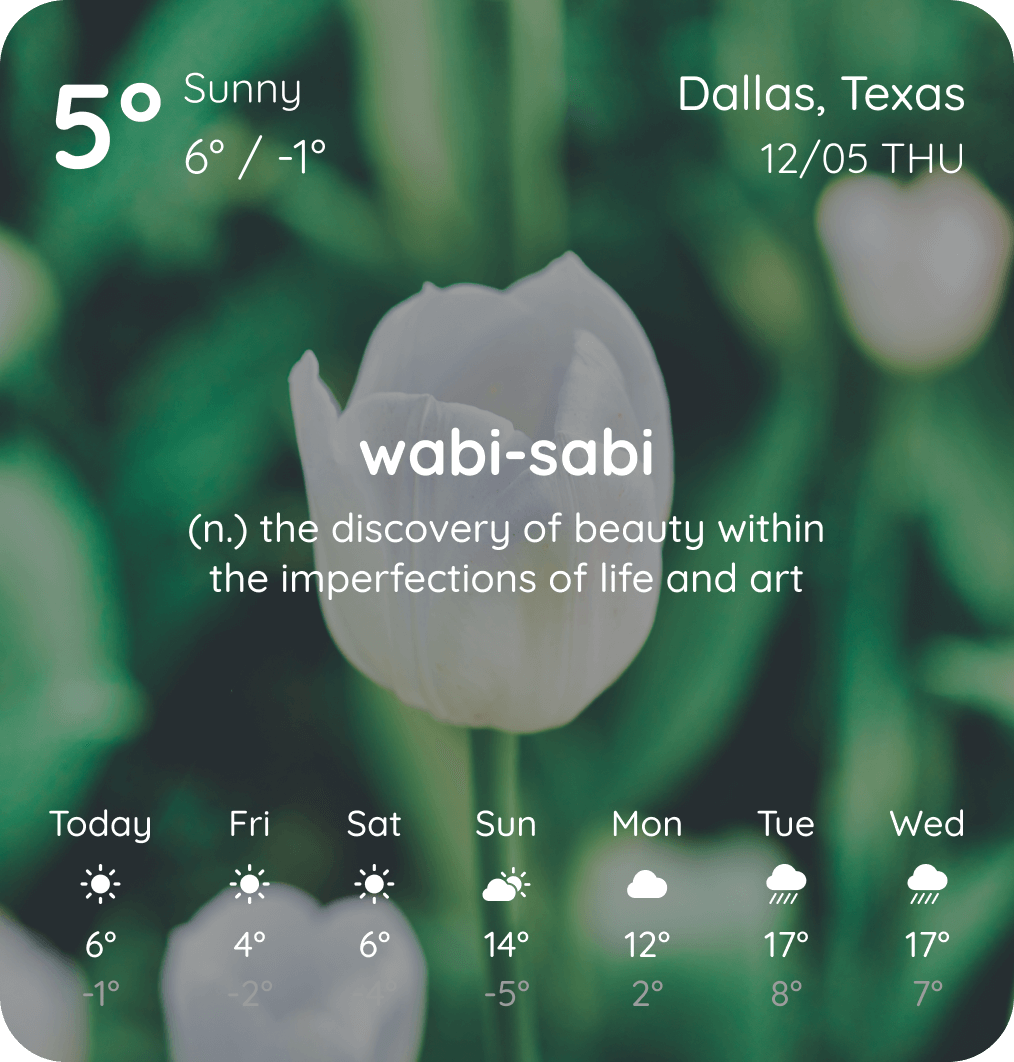 5° Sunny
6° / -1°
Dallas, Texas
12/05 THU
wabi-sabi
(n.) the discovery of beauty within
the imperfections of life and art
Today Fri Sat Sun Mon Tue Wed
6° 4° 6° 14° 12° 17° 17°
-1° -2° -5° 2° 8° 7°